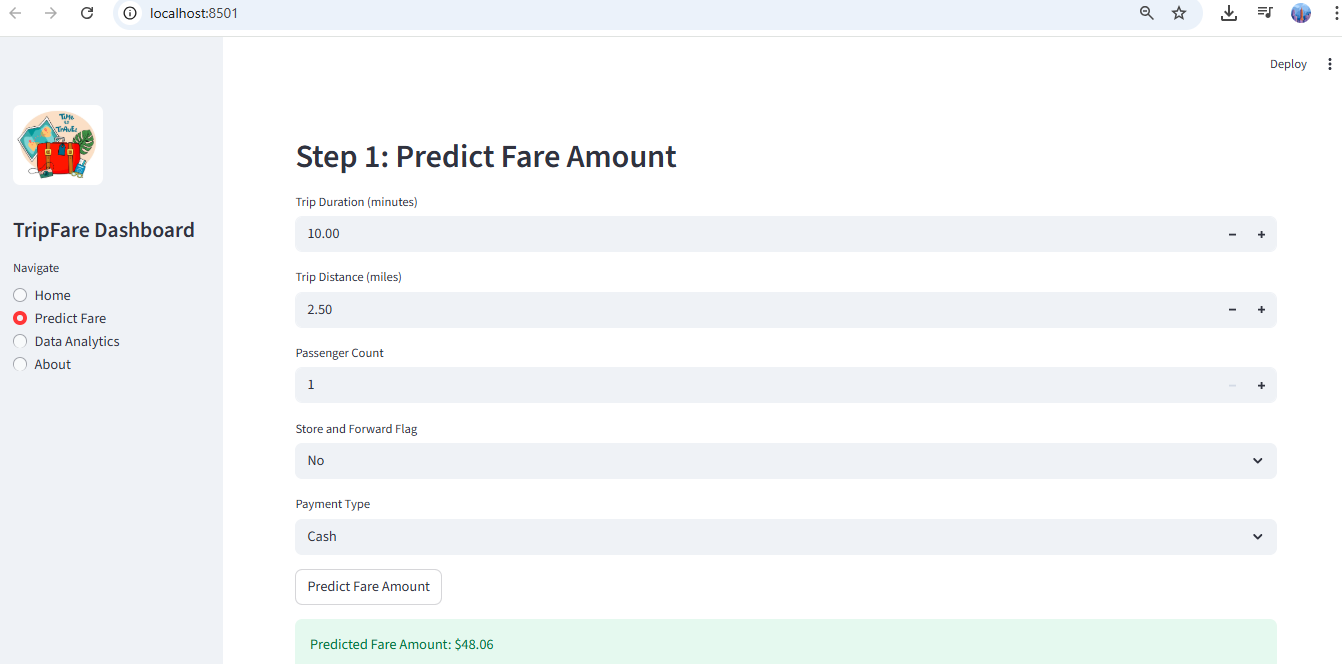 localhost:8501
Deploy
TIME
TO
TRAVEL
TripFare Dashboard
Navigate
Home
Predict Fare
Data Analytics
About
Step 1: Predict Fare Amount
Trip Duration (minutes)
10.00
Trip Distance (miles)
2.50
Passenger Count
1
Store and Forward Flag
No
Payment Type
Cash
Predict Fare Amount
Predicted Fare Amount: $48.06